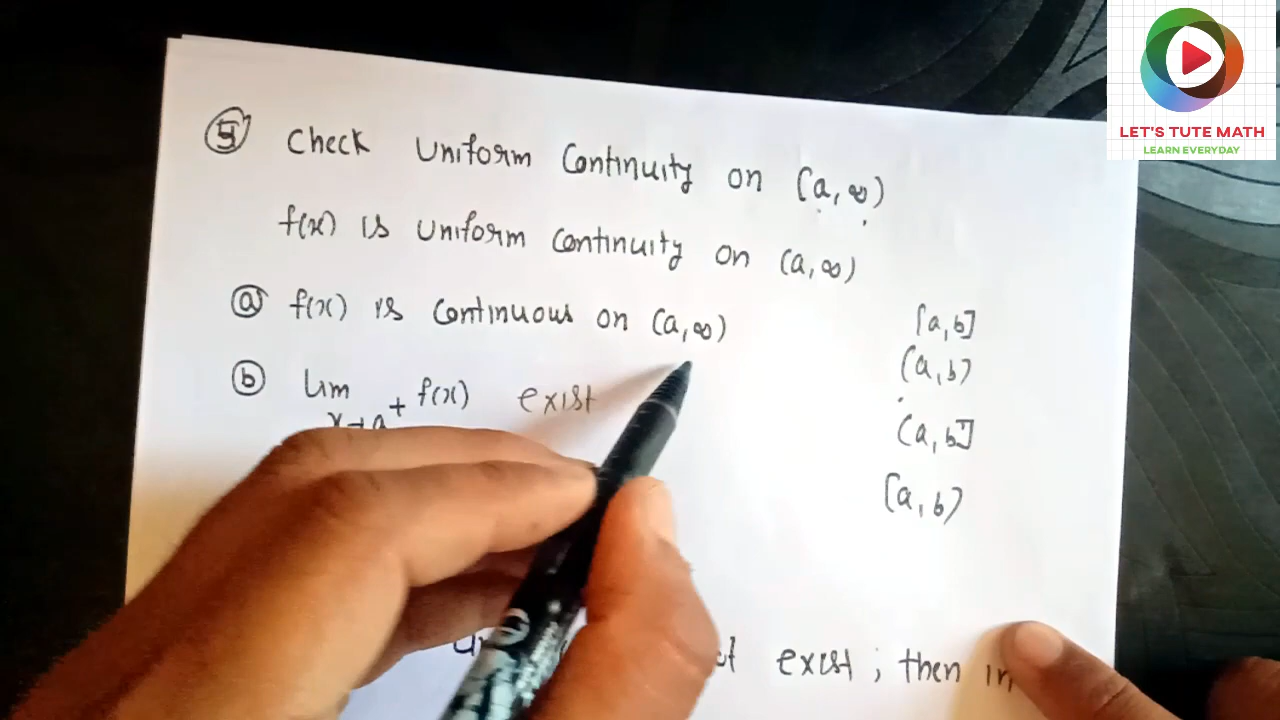 LET'S TUTE MATH
LEARN EVERYDAY
5 Check Uniform Continuity on (a, ∞)
f(x) is Uniform Continuity on (a, ∞)
a f(x) is Continuous on (a, ∞)
b Lim x→a+ f(x) exist
[a, b]
(a, b)
(a, b]
[a, b)
exist ; then